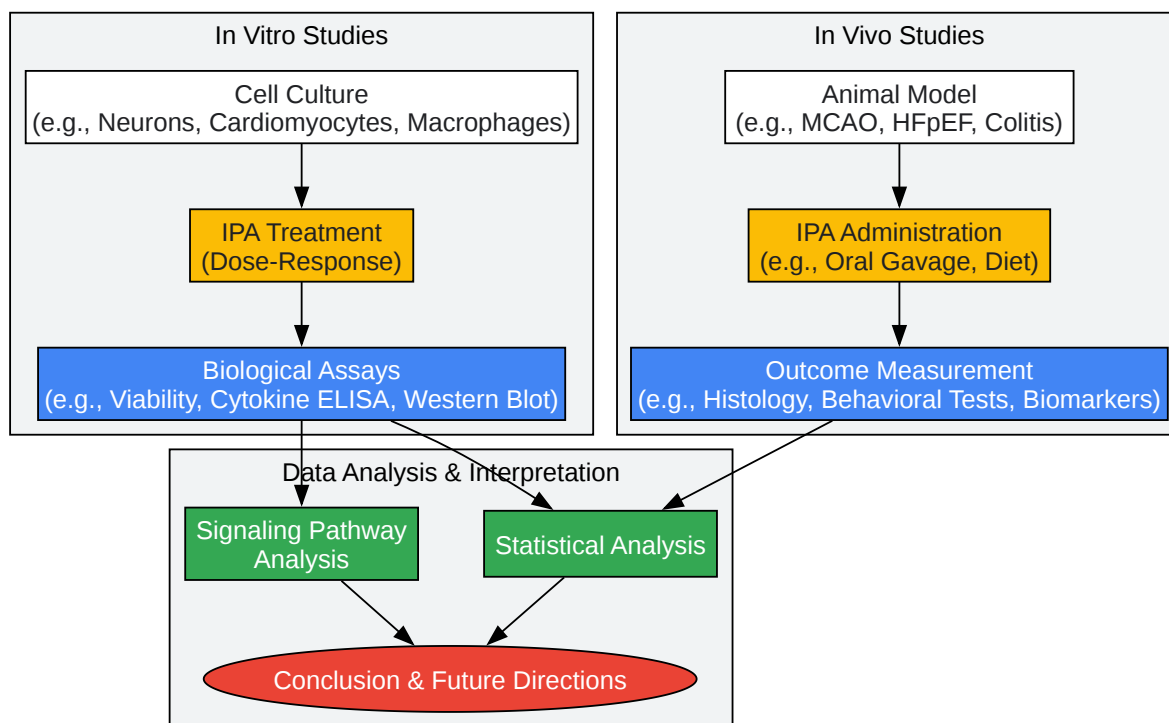 In Vitro Studies
Cell Culture
(e.g., Neurons, Cardiomyocytes, Macrophages)
IPA Treatment
(Dose-Response)
Biological Assays
(e.g., Viability, Cytokine ELISA, Western Blot)
In Vivo Studies
Animal Model
(e.g., MCAO, HFpEF, Colitis)
IPA Administration
(e.g., Oral Gavage, Diet)
Outcome Measurement
(e.g., Histology, Behavioral Tests, Biomarkers)
Data Analysis & Interpretation
Signaling Pathway
Analysis
Statistical Analysis
Conclusion & Future Directions